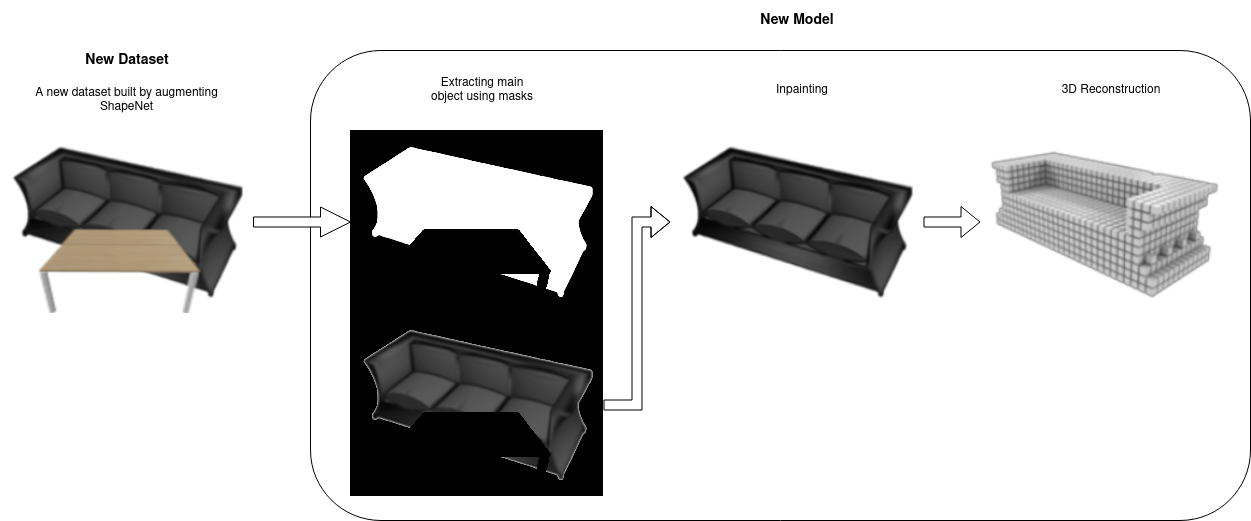 New Model
New Dataset
A new dataset built by augmenting
ShapeNet
Extracting main
object using masks
Inpainting
3D Reconstruction